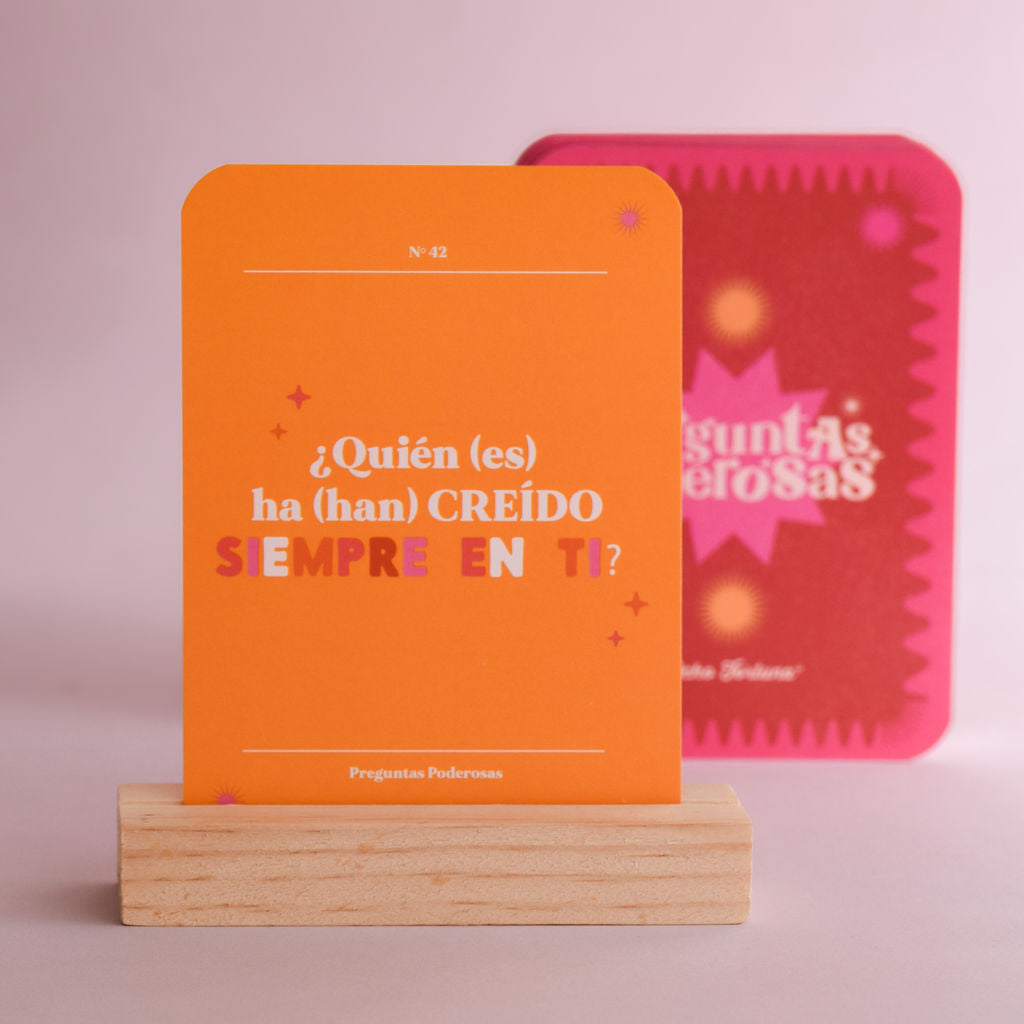 Nº 42
¿Quién (es)
ha (han) CREÍDO
SIEMPRE EN TI?
Preguntas Poderosas